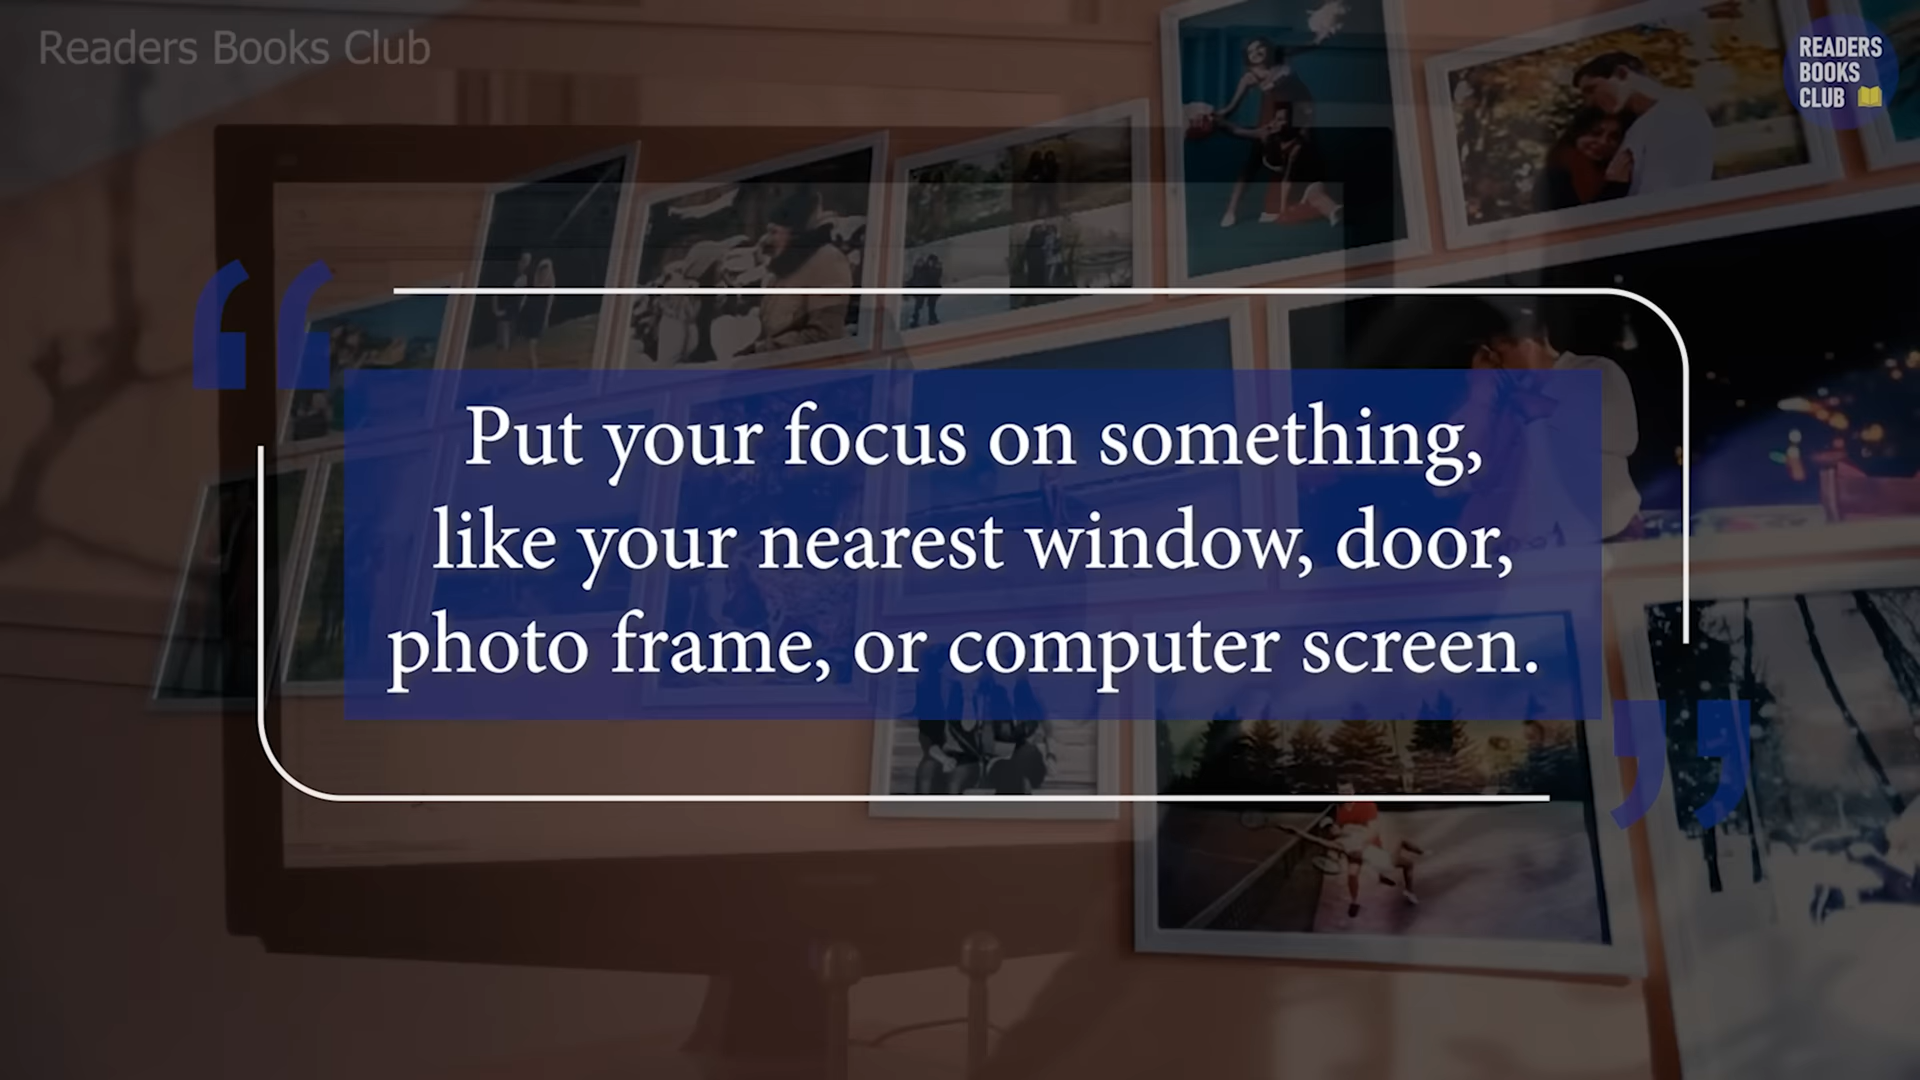 Readers Books Club
READERS
BOOKS
CLUB
“
Put your focus on something,
like your nearest window, door,
photo frame, or computer screen.
”